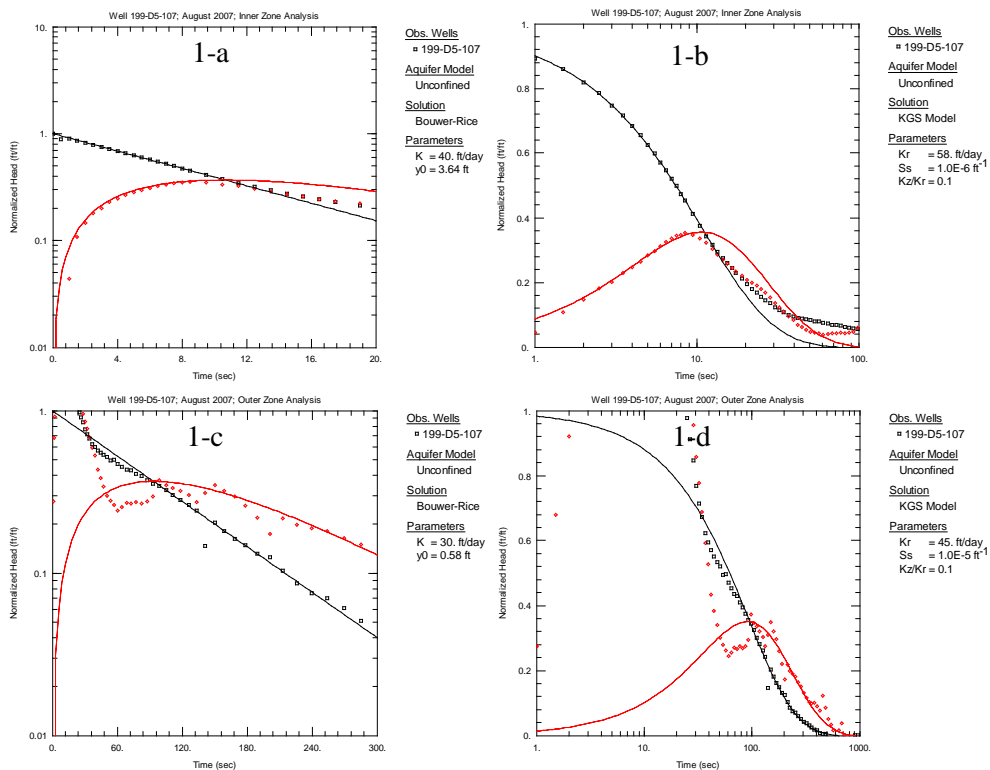 Well 199-D5-107; August 2007; Inner Zone Analysis
1-a
10.
1.
0.1
0.01
Normalized Head (ft/ft)
0.
4.
8.
12.
16.
20.
Time (sec)
Obs. Wells
199-D5-107
Aquifer Model
Unconfined
Solution
Bouwer-Rice
Parameters
K = 40. ft/day
y0 = 3.64 ft
Well 199-D5-107; August 2007; Inner Zone Analysis
1-b
1.
0.8
0.6
0.4
0.2
0.
Normalized Head (ft/ft)
1.
10.
100.
Time (sec)
Obs. Wells
199-D5-107
Aquifer Model
Unconfined
Solution
KGS Model
Parameters
Kr = 58. ft/day
Ss = 1.0E-6 ft-1
Kz/Kr = 0.1
Well 199-D5-107; August 2007; Outer Zone Analysis
1-c
1.
0.1
0.01
Normalized Head (ft/ft)
0.
60.
120.
180.
240.
300.
Time (sec)
Obs. Wells
199-D5-107
Aquifer Model
Unconfined
Solution
Bouwer-Rice
Parameters
K = 30. ft/day
y0 = 0.58 ft
Well 199-D5-107; August 2007; Outer Zone Analysis
1-d
1.
0.8
0.6
0.4
0.2
0.
Normalized Head (ft/ft)
1.
10.
100.
1000.
Time (sec)
Obs. Wells
199-D5-107
Aquifer Model
Unconfined
Solution
KGS Model
Parameters
Kr = 45. ft/day
Ss = 1.0E-5 ft-1
Kz/Kr = 0.1